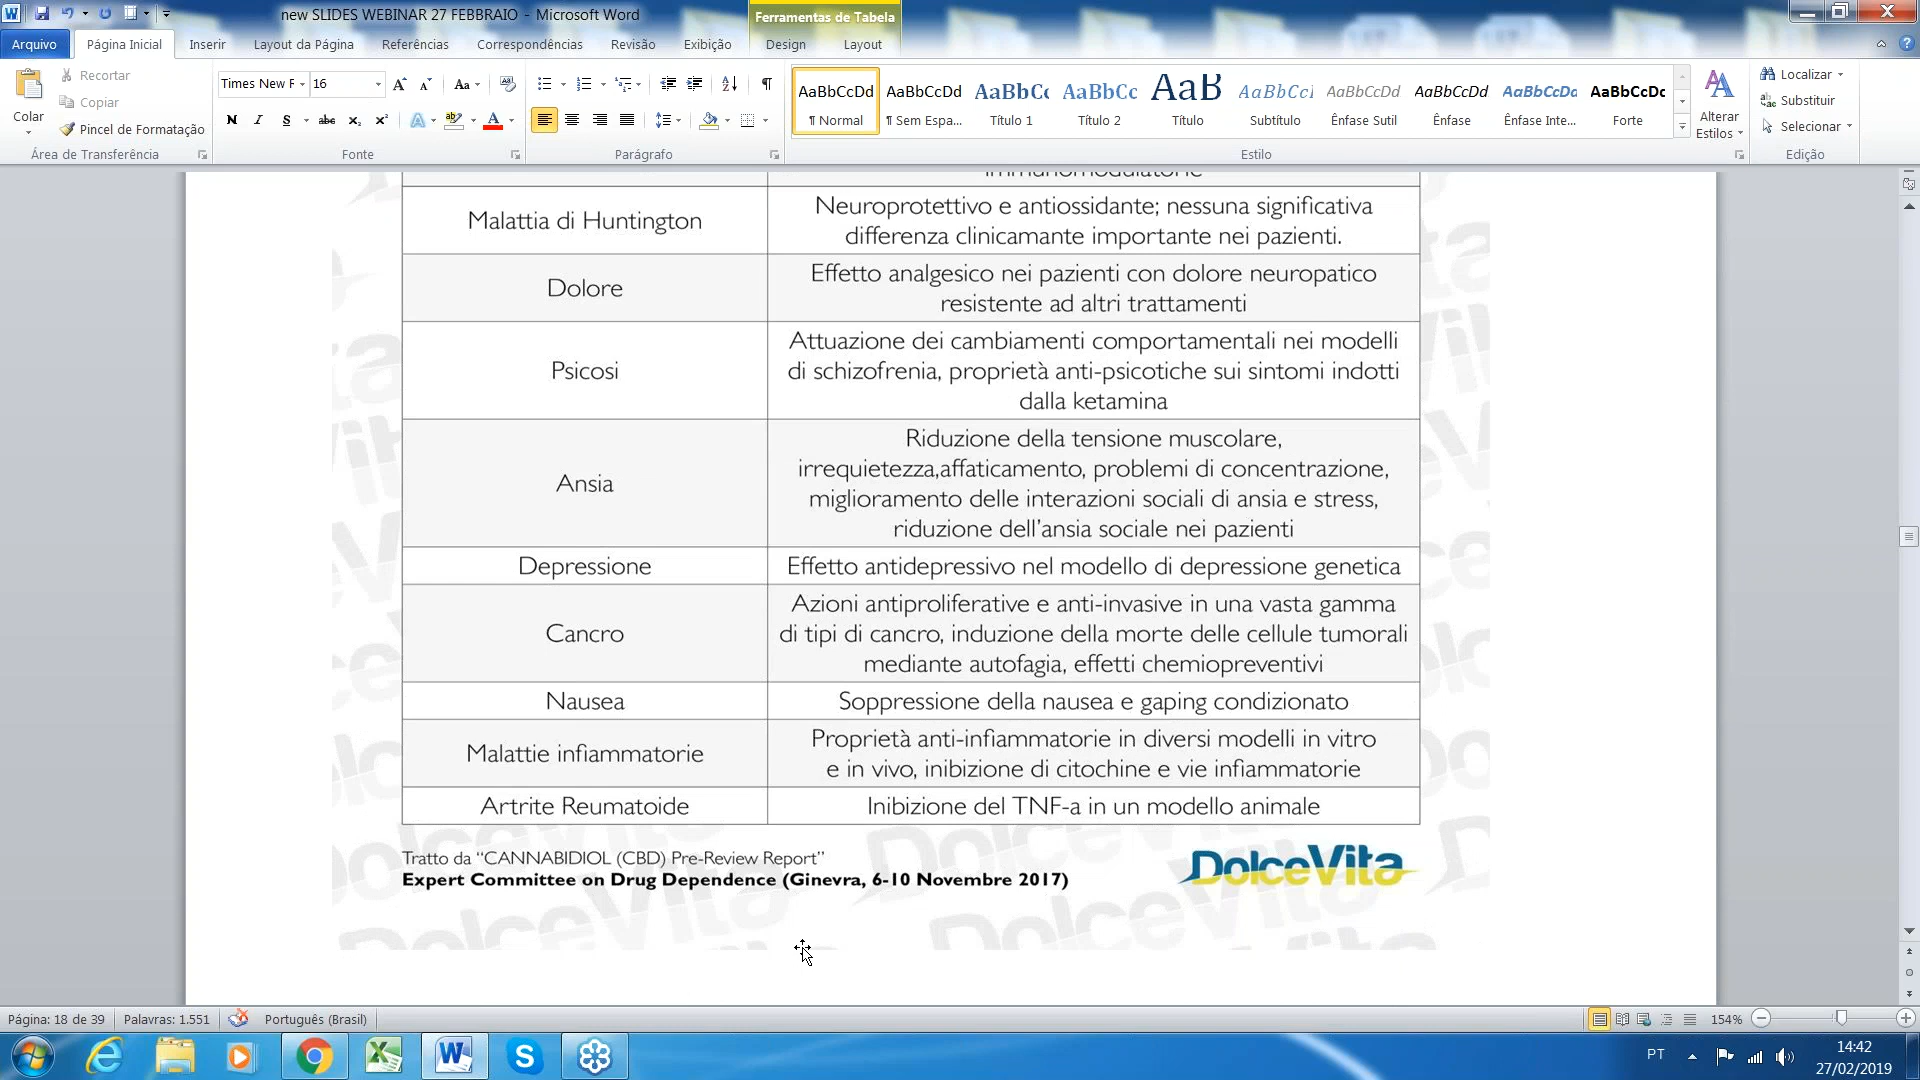 new SLIDES WEBINAR 27 FEBBRAIO - Microsoft Word
Ferramentas de Tabela
Arquivo
Página Inicial
Inserir
Layout da Página
Referências
Correspondências
Revisão
Exibição
Design
Layout
Colar
Recortar
Copiar
Pincel de Formatação
Área de Transferência
Times New F
16
Aa
N I S abc x₂ x²
Fonte
Parágrafo
AaBbCcDd
¶ Normal
AaBbCcDd
¶ Sem Espa...
AaBbCc
Título 1
AaBbCc
Título 2
AaB
Título
AaBbCcI
Subtítulo
AaBbCcDd
Ênfase Sutil
AaBbCcDd
Ênfase
AaBbCcDd
Ênfase Inte...
AaBbCcDc
Forte
Alterar
Estilos
Estilo
Localizar
Substituir
Selecionar
Edição
immunomodulatorie
Malattia di Huntington
Neuroprotettivo e antiossidante; nessuna significativa
differenza clinicamante importante nei pazienti.
Dolore
Effetto analgesico nei pazienti con dolore neuropatico
resistente ad altri trattamenti
Psicosi
Attuazione dei cambiamenti comportamentali nei modelli
di schizofrenia, proprietà anti-psicotiche sui sintomi indotti
dalla ketamina
Ansia
Riduzione della tensione muscolare,
irrequietezza,affaticamento, problemi di concentrazione,
miglioramento delle interazioni sociali di ansia e stress,
riduzione dell'ansia sociale nei pazienti
Depressione
Effetto antidepressivo nel modello di depressione genetica
Cancro
Azioni antiproliferative e anti-invasive in una vasta gamma
di tipi di cancro, induzione della morte delle cellule tumorali
mediante autofagia, effetti chemiopreventivi
Nausea
Soppressione della nausea e gaping condizionato
Malattie infiammatorie
Proprietà anti-infiammatorie in diversi modelli in vitro
e in vivo, inibizione di citochine e vie infiammatorie
Artrite Reumatoide
Inibizione del TNF-a in un modello animale
Tratto da “CANNABIDIOL (CBD) Pre-Review Report”
Expert Committee on Drug Dependence (Ginevra, 6-10 Novembre 2017)
DolceVita
Página: 18 de 39
Palavras: 1.551
Português (Brasil)
154%
PT
14:42
27/02/2019